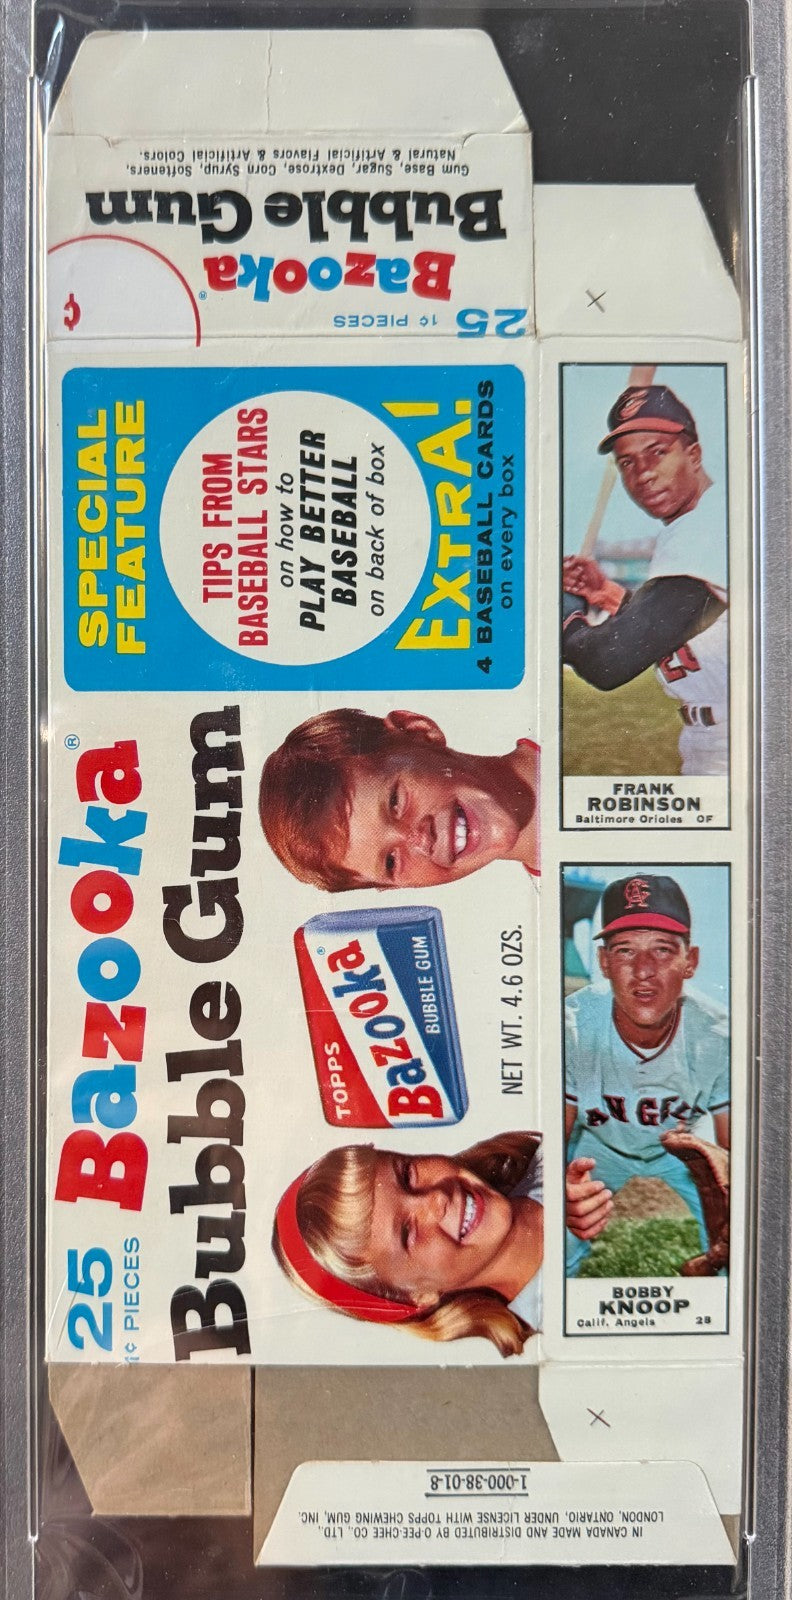 Bazooka®
Bubble Gum
Gum Base, Dextrose, Sugar, Corn Syrup, Softeners,
Natural & Artificial Flavors & Artificial Colors.
25
1¢ PIECES
¢
25
1¢ PIECES
Bazooka®
Bubble Gum
SPECIAL
FEATURE
TIPS FROM
BASEBALL STARS
on how to
PLAY BETTER
BASEBALL
on back of box
EXTRA!
4 BASEBALL CARDS
on every box
TOPPS
Bazooka®
BUBBLE GUM
NET WT. 4.6 OZS.
X
20
FRANK
ROBINSON
Baltimore Orioles OF
CA
ANGELS
BOBBY
KNOOP
Calif. Angels 2B
X
IN CANADA MADE AND DISTRIBUTED BY O-PEE-CHEE CO., LTD.,
LONDON, ONTARIO, UNDER LICENSE WITH TOPPS CHEWING GUM, INC.
1-000-38-01-8